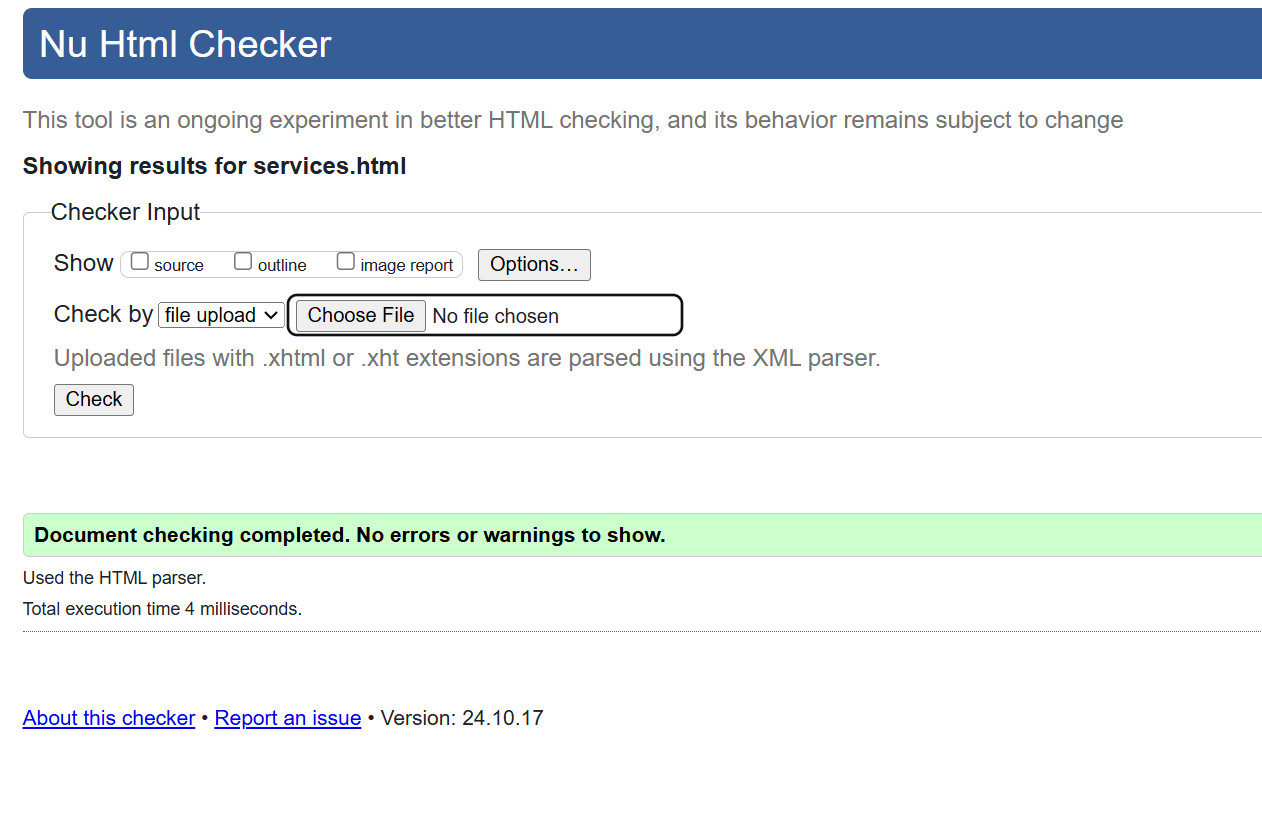 Nu Html Checker
This tool is an ongoing experiment in better HTML checking, and its behavior remains subject to change
Showing results for services.html
Checker Input
Show source outline image report Options…
Check by file upload Choose File No file chosen
Uploaded files with .xhtml or .xht extensions are parsed using the XML parser.
Check
Document checking completed. No errors or warnings to show.
Used the HTML parser.
Total execution time 4 milliseconds.
About this checker • Report an issue • Version: 24.10.17